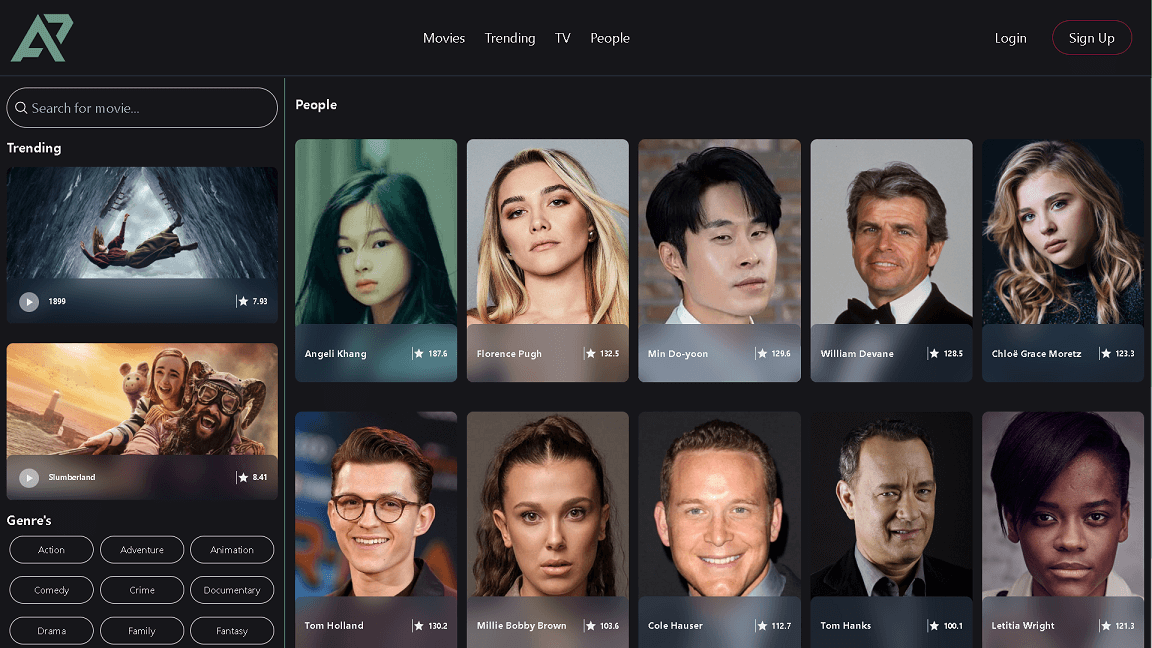 Movies
Trending
TV
People
Login
Sign Up
Search for movie...
Trending
1899
7.93
Slumberland
8.41
Genre's
Action
Adventure
Animation
Comedy
Crime
Documentary
Drama
Family
Fantasy
People
Angeli Khang
187.6
Florence Pugh
132.5
Min Do-yoon
129.6
William Devane
128.5
Chloë Grace Moretz
123.3
Tom Holland
130.2
Millie Bobby Brown
103.6
Cole Hauser
112.7
Tom Hanks
100.1
Letitia Wright
121.3